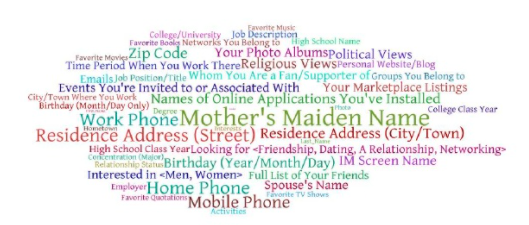 Favorite Music
College/University Job Description
Favorite Books Networks You Belong to High School Name
Favorite Movies Zip Code Your Photo Albums Political Views
Time Period When You Work There Religious Views Personal Website/Blog
Emails Job Position/Title Whom You Are a Fan/Supporter of Groups You Belong to
Events You're Invited to or Associated With Your Marketplace Listings
City/Town Where You Work Names of Online Applications You've Installed
Birthday (Month/Day Only) Degree Phone College Class Year
Work Phone Mother's Maiden Name
Hometown Interests Last_Name
Residence Address (Street) Residence Address (City/Town)
High School Class Year Looking for <Friendship, Dating, A Relationship, Networking>
Concentration (Major) Birthday (Year/Month/Day) IM Screen Name
Relationship Status
Interested in <Men, Women> Full List of Your Friends
Employer Home Phone Spouse's Name
Favorite Quotations Mobile Phone Favorite TV Shows
Activities